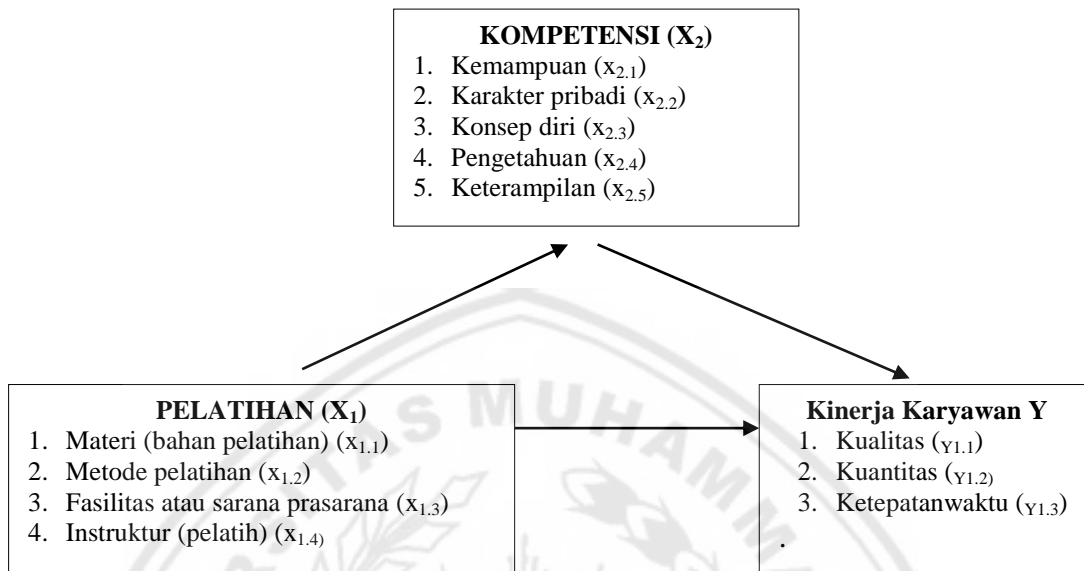 KOMPETENSI (X₂)
1. Kemampuan (x₂.₁)
2. Karakter pribadi (x₂.₂)
3. Konsep diri (x₂.₃)
4. Pengetahuan (x₂.₄)
5. Keterampilan (x₂.₅)
PELATIHAN (X₁)
1. Materi (bahan pelatihan) (x₁.₁)
2. Metode pelatihan (x₁.₂)
3. Fasilitas atau sarana prasarana (x₁.₃)
4. Instruktur (pelatih) (x₁.₄)
Kinerja Karyawan Y
1. Kualitas (Y1.1)
2. Kuantitas (Y1.2)
3. Ketepatanwaktu (Y1.3)
.